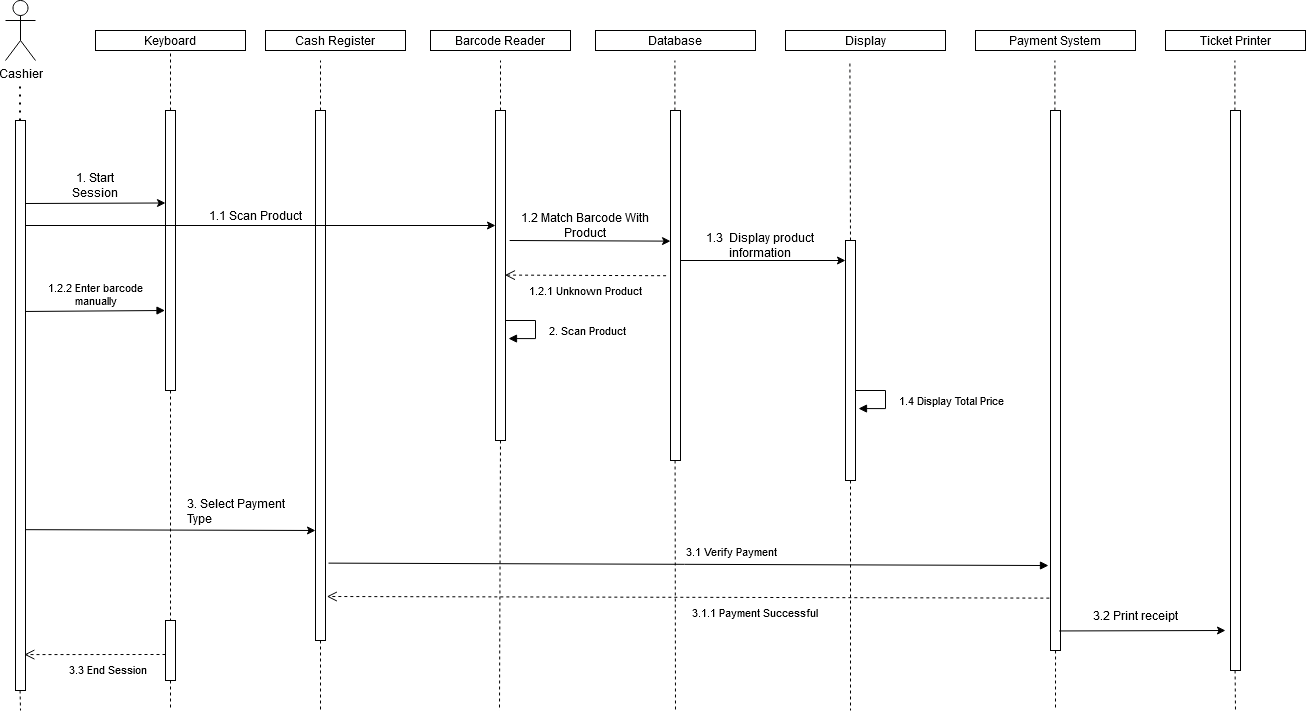 Keyboard
Cash Register
Barcode Reader
Database
Display
Payment System
Ticket Printer
Cashier
1. Start
Session
1.1 Scan Product
1.2 Match Barcode With
Product
1.3 Display product
information
1.2.2 Enter barcode
manually
1.2.1 Unknown Product
2. Scan Product
1.4 Display Total Price
3. Select Payment
Type
3.1 Verify Payment
3.1.1 Payment Successful
3.2 Print receipt
3.3 End Session